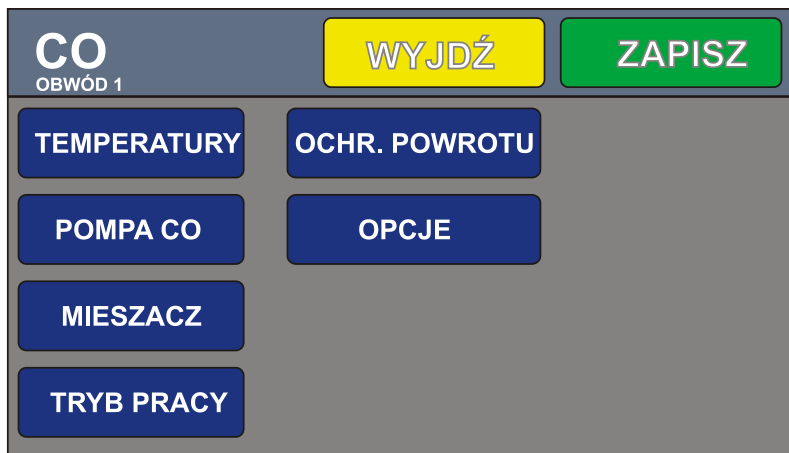 CO
OBWÓD 1
WYJDŹ
ZAPISZ
TEMPERATURY
OCHR. POWROTU
POMPA CO
OPCJE
MIESZACZ
TRYB PRACY